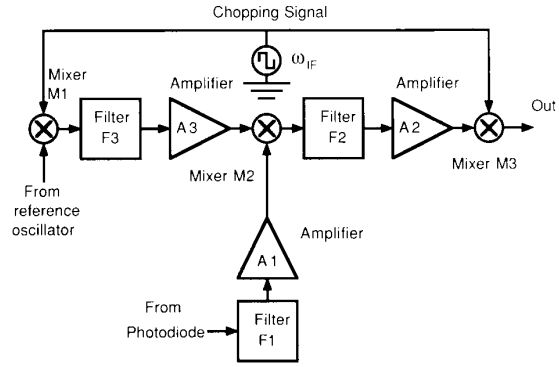 Chopping Signal
Mixer
M1
ω IF
Amplifier
Amplifier
Filter
F3
A3
Filter
F2
A2
Out
Mixer M2
Mixer M3
From
reference
oscillator
A1
Amplifier
From
Photodiode
Filter
F1